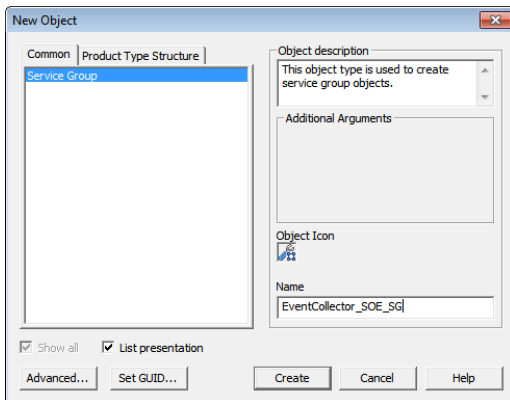 New Object
Common
Product Type Structure
Service Group
Object description
This object type is used to create
service group objects.
Additional Arguments
Object Icon
Name
EventCollector_SOE_SG
Show all
List presentation
Advanced...
Set GUID...
Create
Cancel
Help